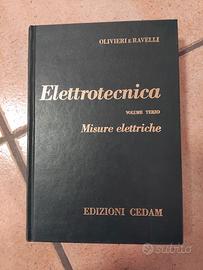 OLIVIERI E RAVELLI
Elettrotecnica
VOLUME TERZO
Misure elettriche
EDIZIONI CEDAM
subito